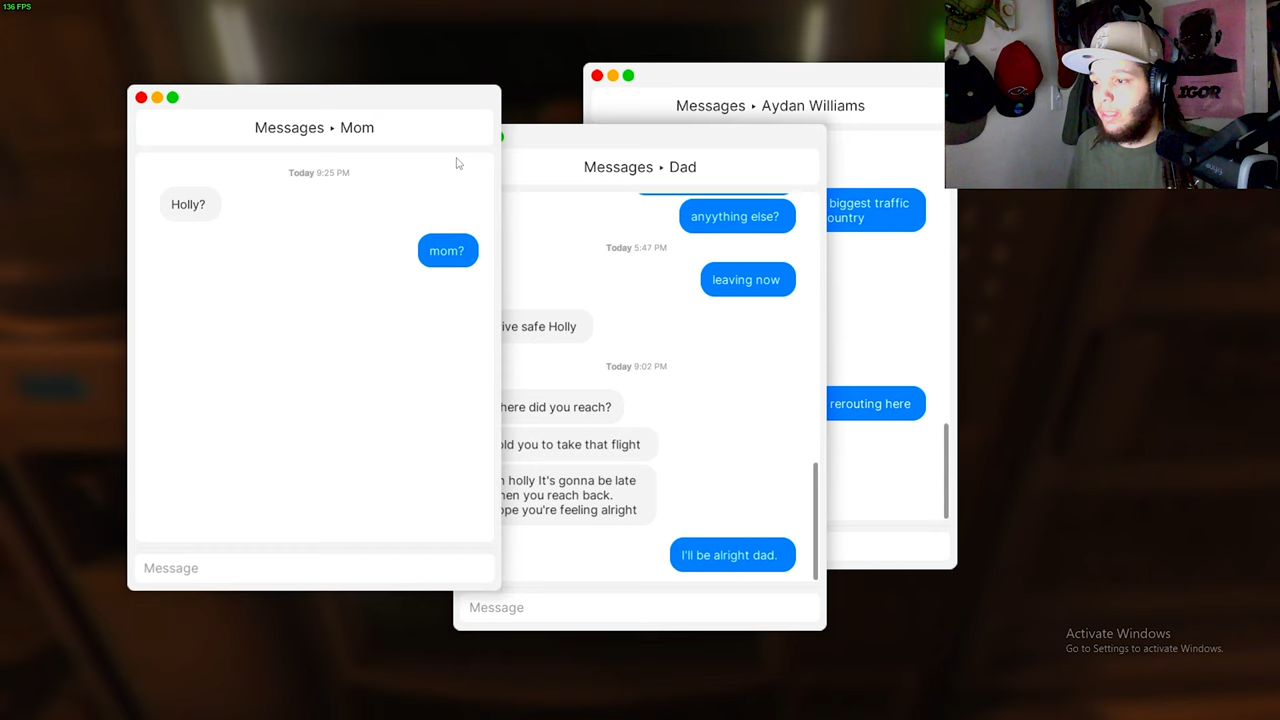 136 FPS
Messages ▸ Mom
Today 9:25 PM
Holly?
mom?
Message
Messages ▸ Dad
anyything else?
Today 5:47 PM
leaving now
ive safe Holly
Today 9:02 PM
here did you reach?
old you to take that flight
holly It's gonna be late
hen you reach back.
ope you're feeling alright
I'll be alright dad.
Message
Messages ▸ Aydan Williams
biggest traffic
ountry
rerouting here
IGOR
Activate Windows
Go to Settings to activate Windows.